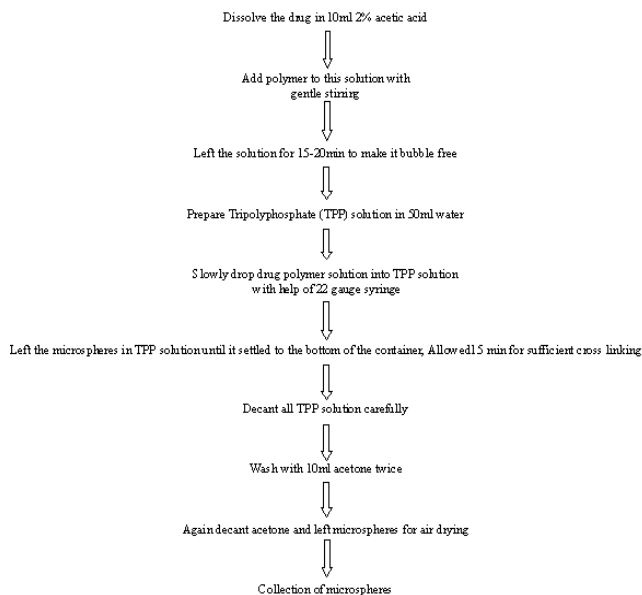 Dissolve the drug in 10ml 2% acetic acid
Add polymer to this solution with
gentle stirring
Left the solution for 15-20min to make it bubble free
Prepare Tripolyphosphate (TPP) solution in 50ml water
Slowly drop drug polymer solution into TPP solution
with help of 22 gauge syringe
Left the microspheres in TPP solution until it settled to the bottom of the container, Allowed15 min for sufficient cross linking
Decant all TPP solution carefully
Wash with 10ml acetone twice
Again decant acetone and left microspheres for air drying
Collection of microspheres